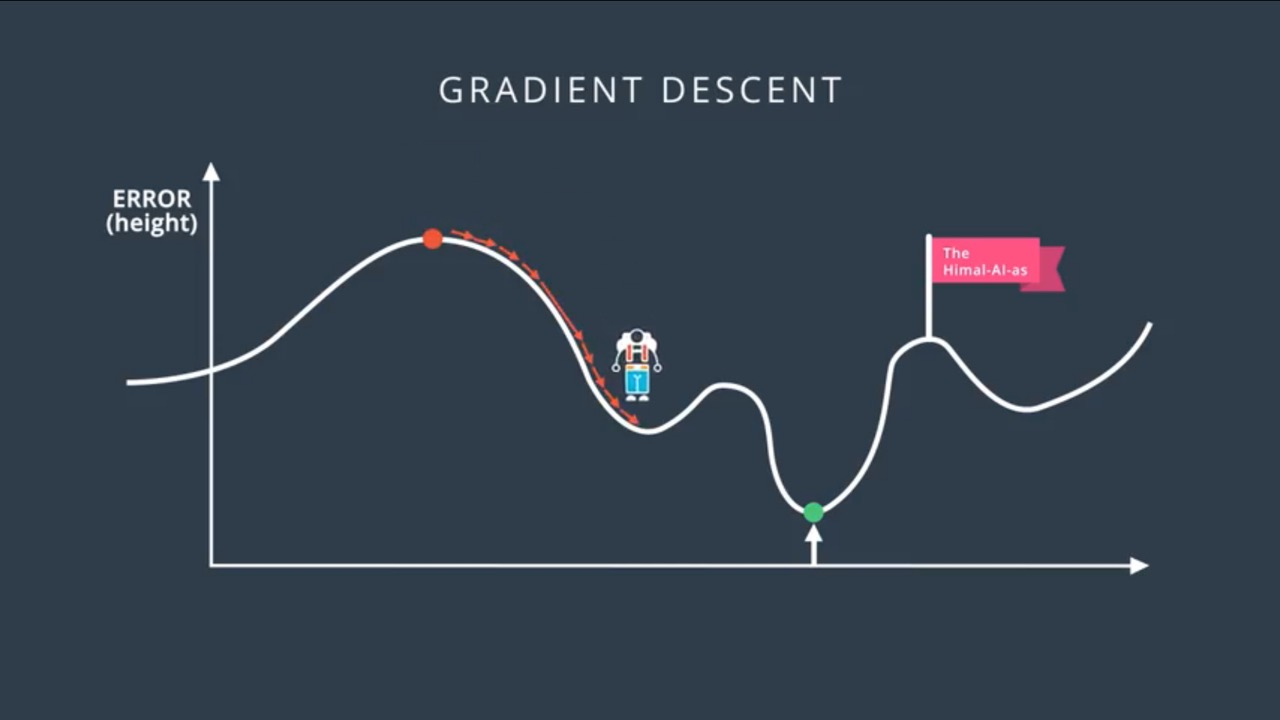 GRADIENT DESCENT
ERROR
(height)
The
Himal-AI-as